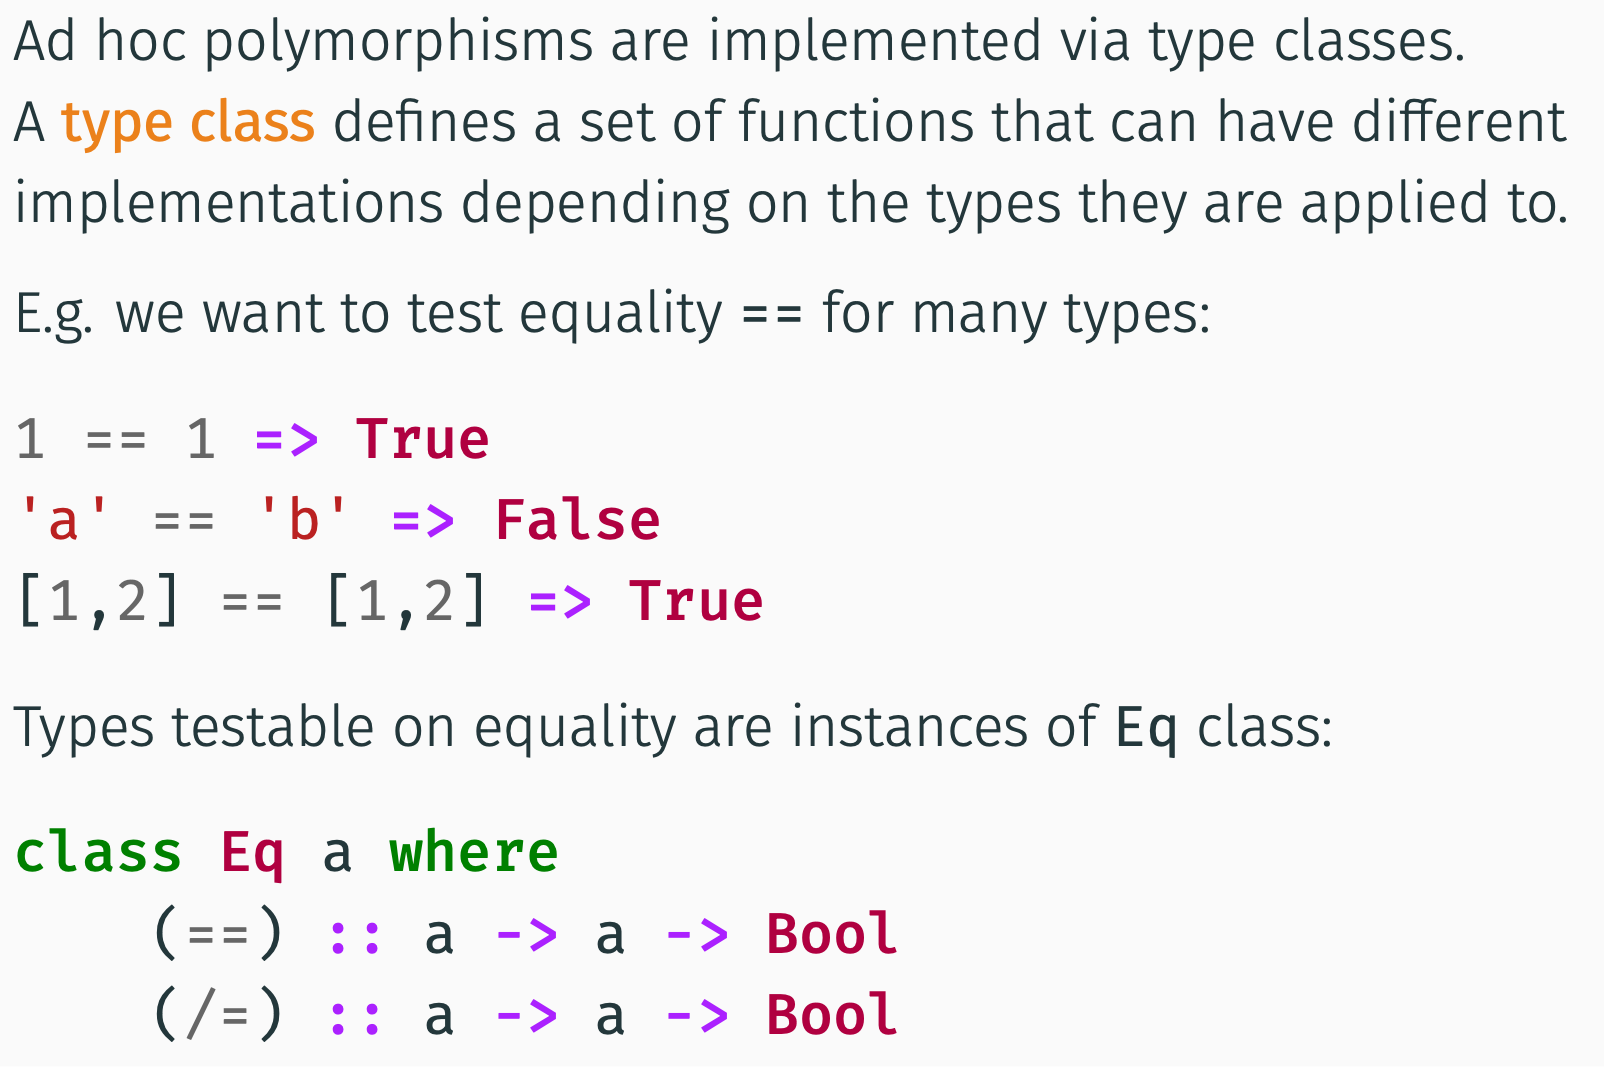 Ad hoc polymorphisms are implemented via type classes.
A type class defines a set of functions that can have different
implementations depending on the types they are applied to.
E.g. we want to test equality == for many types:
1 == 1 => True
'a' == 'b' => False
[1,2] == [1,2] => True
Types testable on equality are instances of Eq class:
class Eq a where
    (==) :: a -> a -> Bool
    (/=) :: a -> a -> Bool